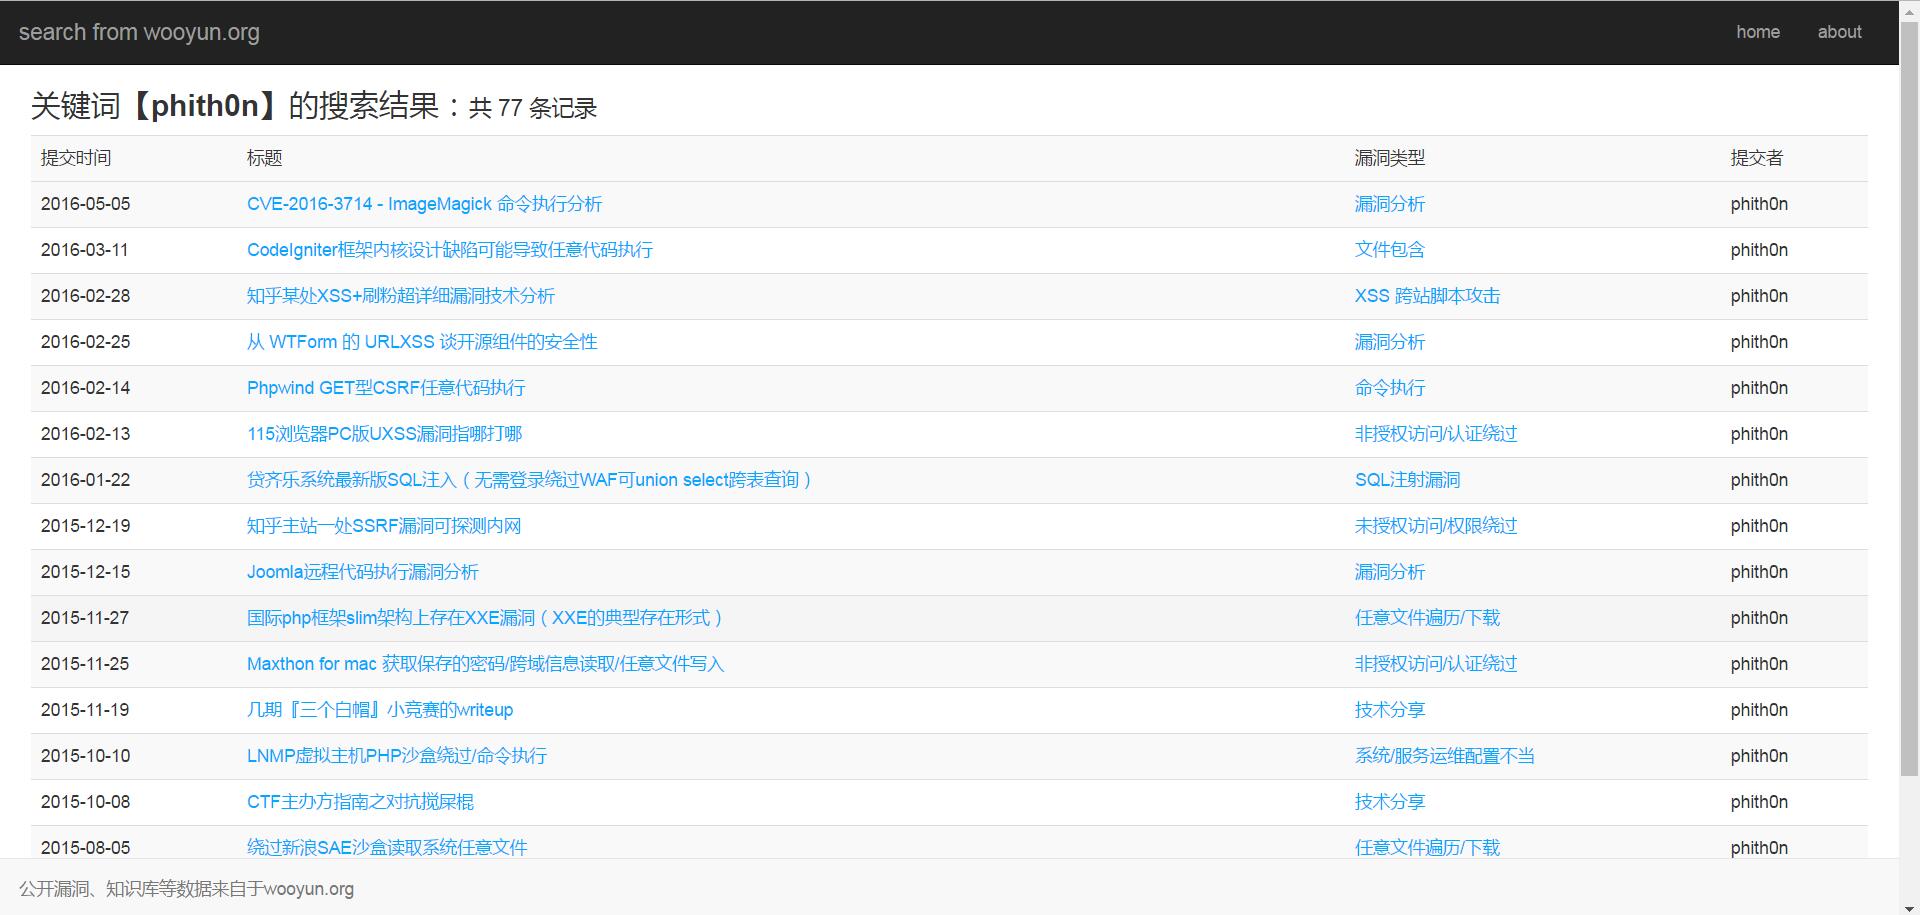 search from wooyun.org home about
关键词【phith0n】的搜索结果：共 77 条记录
提交时间 标题 漏洞类型 提交者
2016-05-05 CVE-2016-3714 - ImageMagick 命令执行分析 漏洞分析 phith0n
2016-03-11 CodeIgniter框架内核设计缺陷可能导致任意代码执行 文件包含 phith0n
2016-02-28 知乎某处XSS+刷粉超详细漏洞技术分析 XSS 跨站脚本攻击 phith0n
2016-02-25 从 WTForm 的 URLXSS 谈开源组件的安全性 漏洞分析 phith0n
2016-02-14 Phpwind GET型CSRF任意代码执行 命令执行 phith0n
2016-02-13 115浏览器PC版UXSS漏洞指哪打哪 非授权访问/认证绕过 phith0n
2016-01-22 贷齐乐系统最新版SQL注入（无需登录绕过WAF可union select跨表查询） SQL注射漏洞 phith0n
2015-12-19 知乎主站一处SSRF漏洞可探测内网 未授权访问/权限绕过 phith0n
2015-12-15 Joomla远程代码执行漏洞分析 漏洞分析 phith0n
2015-11-27 国际php框架slim架构上存在XXE漏洞（XXE的典型存在形式） 任意文件遍历/下载 phith0n
2015-11-25 Maxthon for mac 获取保存的密码/跨域信息读取/任意文件写入 非授权访问/认证绕过 phith0n
2015-11-19 几期『三个白帽』小竞赛的writeup 技术分享 phith0n
2015-10-10 LNMP虚拟主机PHP沙盒绕过/命令执行 系统/服务运维配置不当 phith0n
2015-10-08 CTF主办方指南之对抗搅屎棍 技术分享 phith0n
2015-08-05 绕过新浪SAE沙盒读取系统任意文件 任意文件遍历/下载 phith0n
公开漏洞、知识库等数据来自于wooyun.org